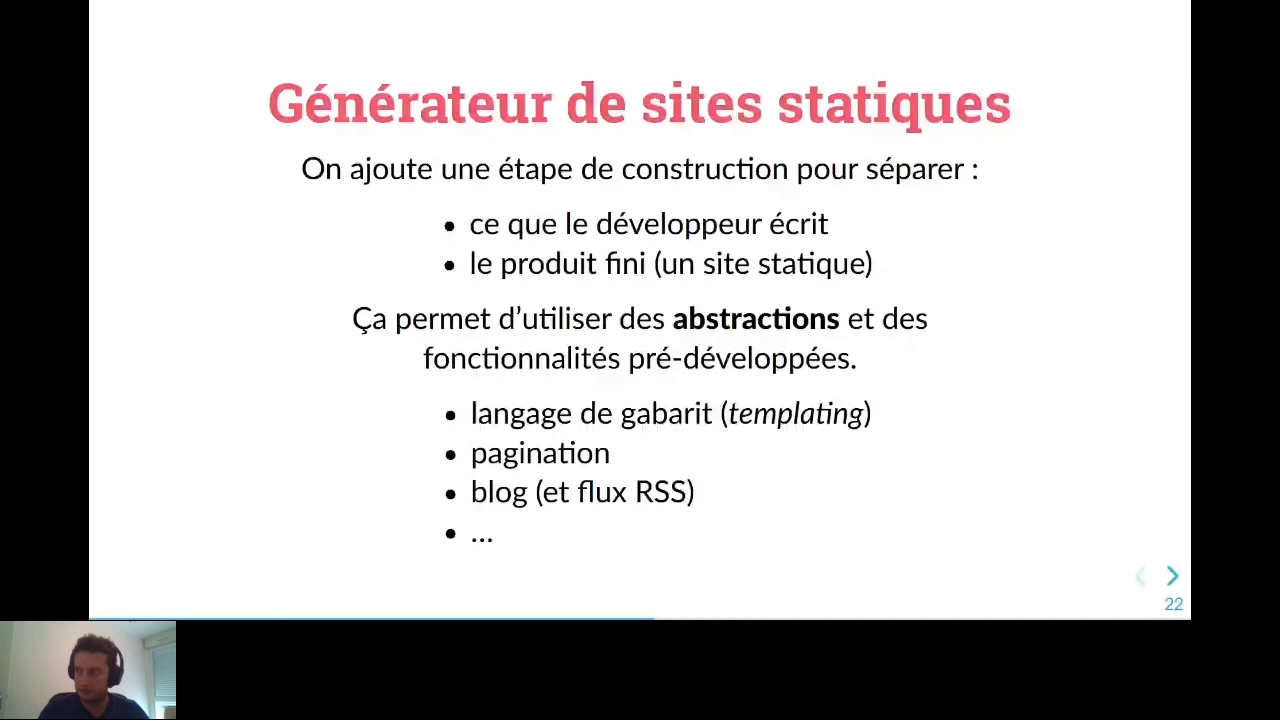 Générateur de sites statiques
On ajoute une étape de construction pour séparer :
• ce que le développeur écrit
• le produit fini (un site statique)
Ça permet d’utiliser des abstractions et des
fonctionnalités pré-développées.
• langage de gabarit (templating)
• pagination
• blog (et flux RSS)
• …
22